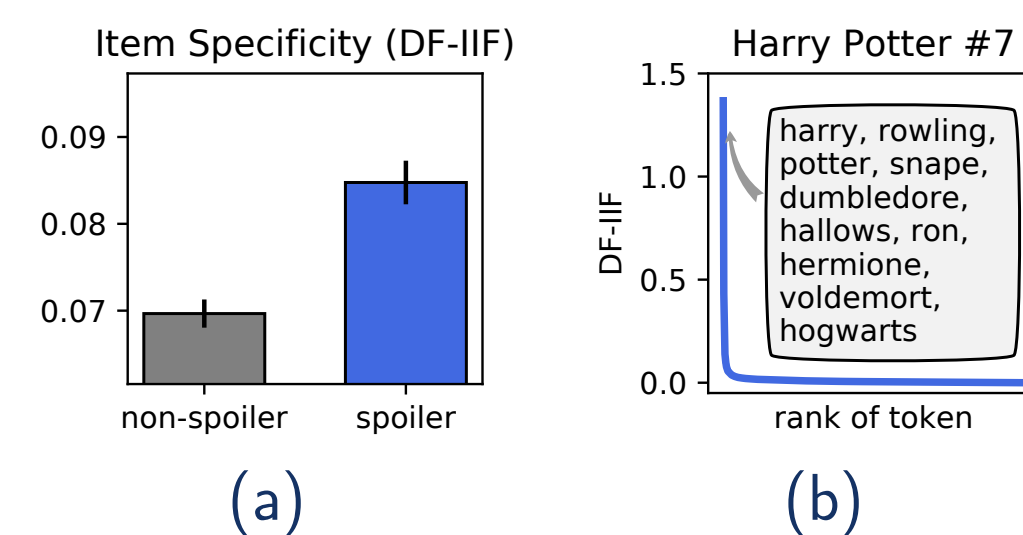 Item Specificity (DF-IIF)
0.09
0.08
0.07
non-spoiler
spoiler
(a)
Harry Potter #7
1.5
1.0
0.5
0.0
DF-IIF
harry, rowling,
potter, snape,
dumbledore,
hallows, ron,
hermione,
voldemort,
hogwarts
rank of token
(b)